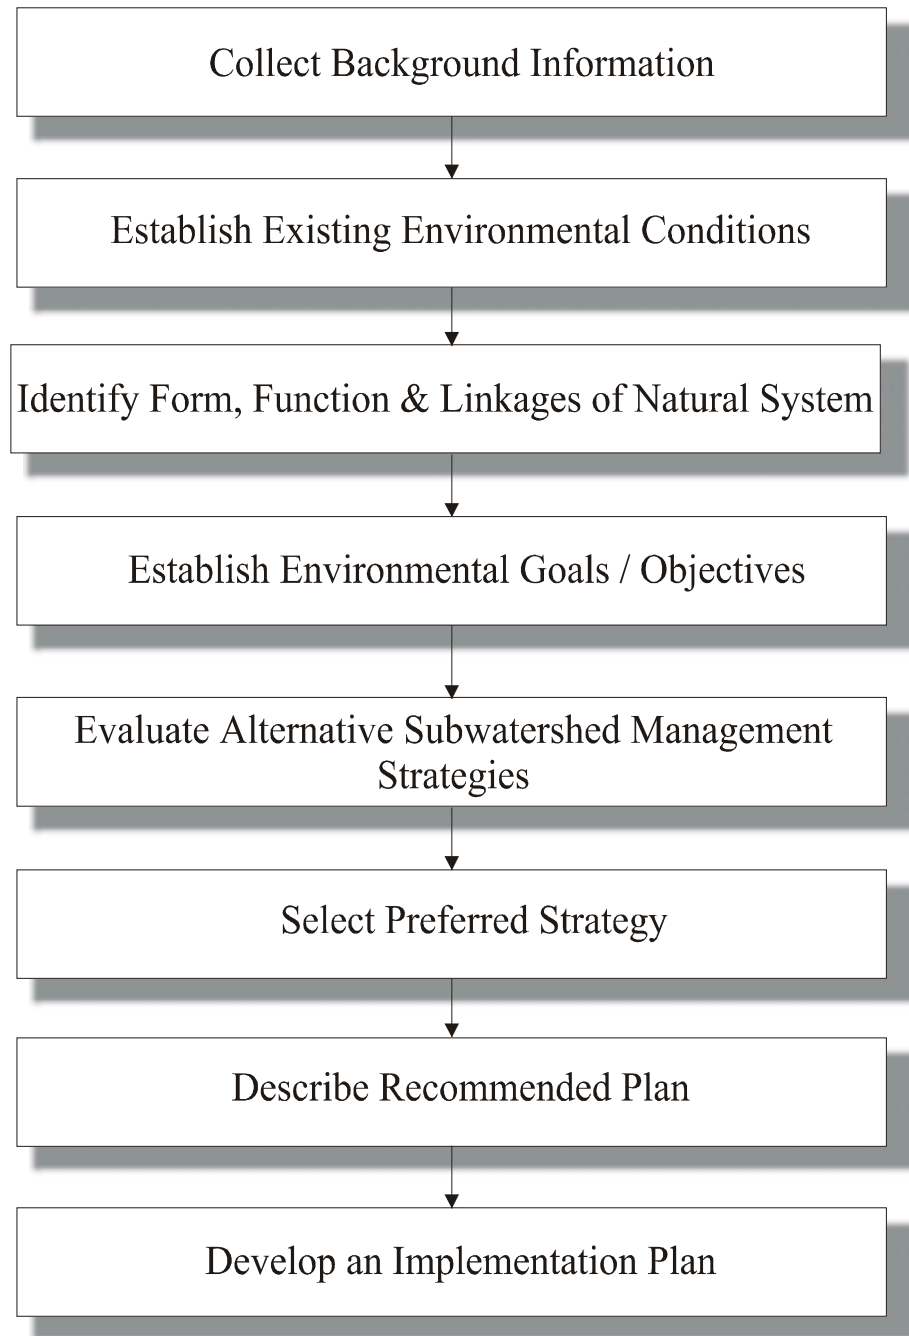 Collect Background Information
Establish Existing Environmental Conditions
Identify Form, Function & Linkages of Natural System
Establish Environmental Goals / Objectives
Evaluate Alternative Subwatershed Management
Strategies
Select Preferred Strategy
Describe Recommended Plan
Develop an Implementation Plan